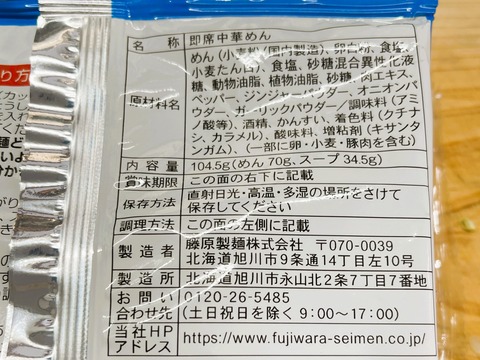 り方
名　称 即席中華めん
原材料名
めん(小麦粉(国内製造)、卵白粉、食塩、
小麦たん白)、食塩、砂糖混合異性化液
糖、動物油脂、植物油脂、砂糖、肉エキス、
ペッパー、ジンジャーパウダー、オニオンパ
ウダー、ガーリックパウダー／調味料(アミ
ノ酸等)、酒精、かんすい、着色料(クチナシ、
カラメル)、酸味料、増粘剤(キサンタ
ンガム)、(一部に卵・小麦・豚肉を含む)
内 容 量 104.5g(めん 70g、スープ 34.5g)
賞味期限 この面の右下に記載
保存方法 直射日光・高温・多湿の場所をさけて
保存してください
調理方法 この面の左側に記載
製 造 者 藤原製麺株式会社 〒070-0039
北海道旭川市9条通14丁目左10号
製 造 所 北海道旭川市永山北2条7丁目7番地
お 問 い
合わせ先 0120-26-5485
(土日祝日を除く 9:00〜17:00)
当社HP
アドレス https://www.fujiwara-seimen.co.jp/